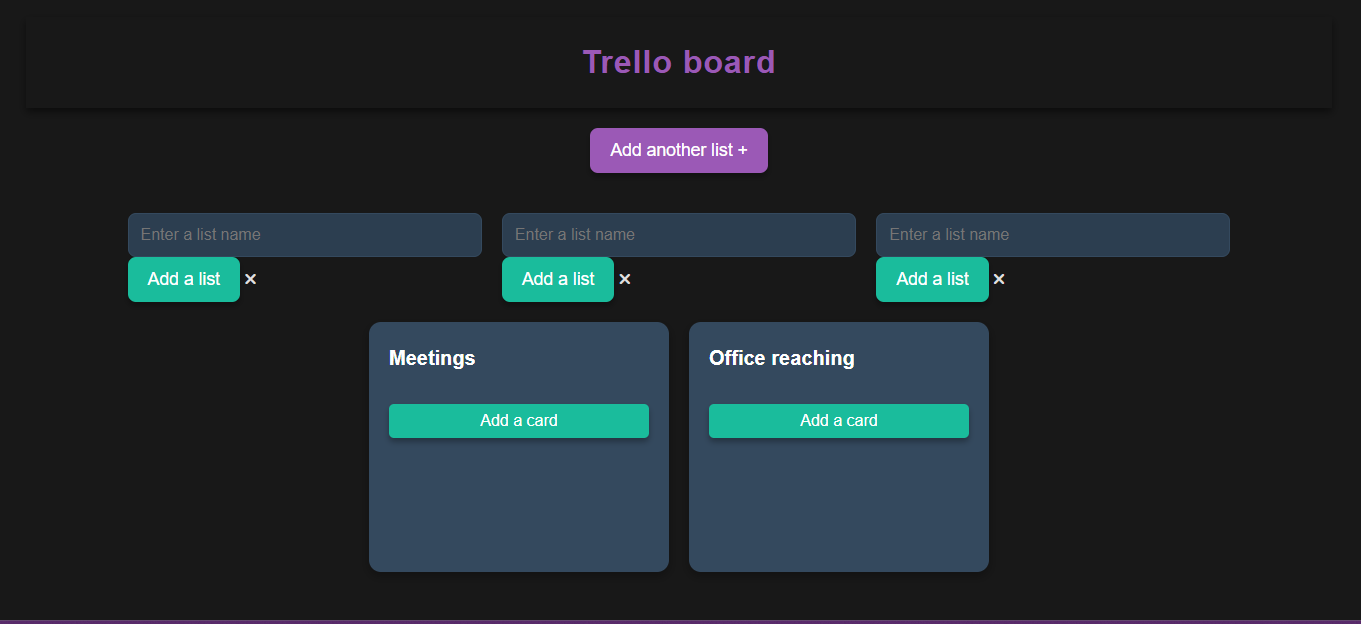 Trello board
Add another list +
Enter a list name
Enter a list name
Enter a list name
Add a list ×
Add a list ×
Add a list ×
Meetings
Office reaching
Add a card
Add a card